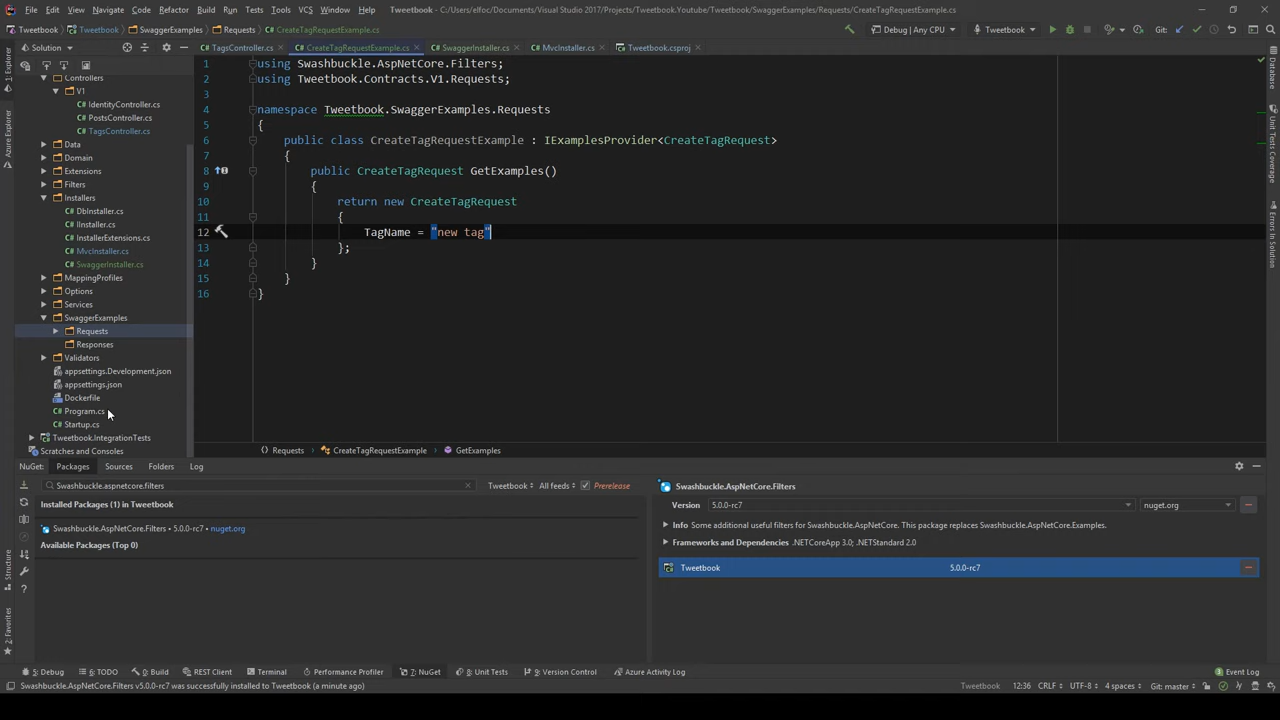 File Edit View Navigate Code Refactor Build Run Tests Tools VCS Window Help Tweetbook - C:\Users\elfoc\Documents\Visual Studio 2017\Projects\Tweetbook.Youtube\Tweetbook\SwaggerExamples\Requests\CreateTagRequestExample.cs
Tweetbook Tweetbook SwaggerExamples Requests CreateTagRequestExample.cs Debug | Any CPU Tweetbook Git:
Solution TagsController.cs CreateTagRequestExample.cs SwaggerInstaller.cs MvcInstaller.cs Tweetbook.csproj
1: Explorer
Azure Explorer
Structure
2: Favorites
Controllers
V1
IdentityController.cs
PostsController.cs
TagsController.cs
Data
Domain
Extensions
Filters
Installers
DbInstaller.cs
IInstaller.cs
InstallerExtensions.cs
MvcInstaller.cs
SwaggerInstaller.cs
MappingProfiles
Options
Services
SwaggerExamples
Requests
Responses
Validators
appsettings.Development.json
appsettings.json
Dockerfile
Program.cs
Startup.cs
Tweetbook.IntegrationTests
Scratches and Consoles
1 using Swashbuckle.AspNetCore.Filters;
2 using Tweetbook.Contracts.V1.Requests;
3
4 namespace Tweetbook.SwaggerExamples.Requests
5 {
6 public class CreateTagRequestExample : IExamplesProvider<CreateTagRequest>
7 {
8 public CreateTagRequest GetExamples()
9 {
10 return new CreateTagRequest
11 {
12 TagName = "new tag"
13 };
14 }
15 }
16 }
Database
Errors In Solution
Requests CreateTagRequestExample GetExamples
NuGet: Packages Sources Folders Log
Swashbuckle.aspnetcore.filters Tweetbook All feeds Prerelease
Installed Packages (1) in Tweetbook
Swashbuckle.AspNetCore.Filters • 5.0.0-rc7 nuget.org
Available Packages (Top 0)
Swashbuckle.AspNetCore.Filters
Version 5.0.0-rc7 nuget.org
Info Some additional useful filters for Swashbuckle.AspNetCore. This package replaces Swashbuckle.AspNetCore.Examples.
Frameworks and Dependencies .NETCoreApp 3.0; .NETStandard 2.0
Tweetbook 5.0.0-rc7
5: Debug 6: TODO 0: Build REST Client Terminal Performance Profiler 7: NuGet 8: Unit Tests 9: Version Control Azure Activity Log Event Log
Swashbuckle.AspNetCore.Filters v5.0.0-rc7 was successfully installed to Tweetbook (a minute ago) Tweetbook 12:36 CRLF UTF-8 4 spaces Git: master